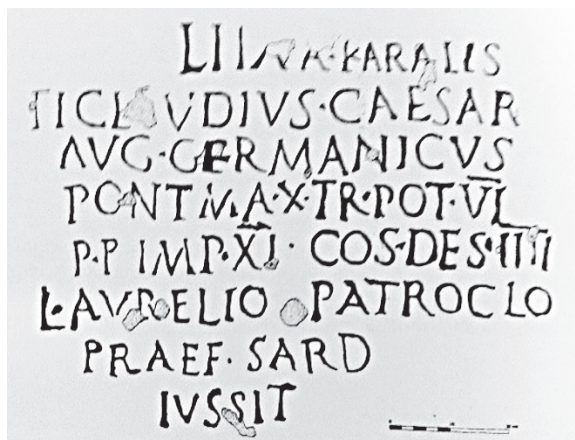 KARALIS
TI CLAVDIVS·CAESAR
AVG·GERMANICVS
PONT MAX·TR·POT·VI
P·P IMP·XI· COS·DES·IIII
L·AVRELIO PATROCLO
PRAEF·SARD
IVSSIT